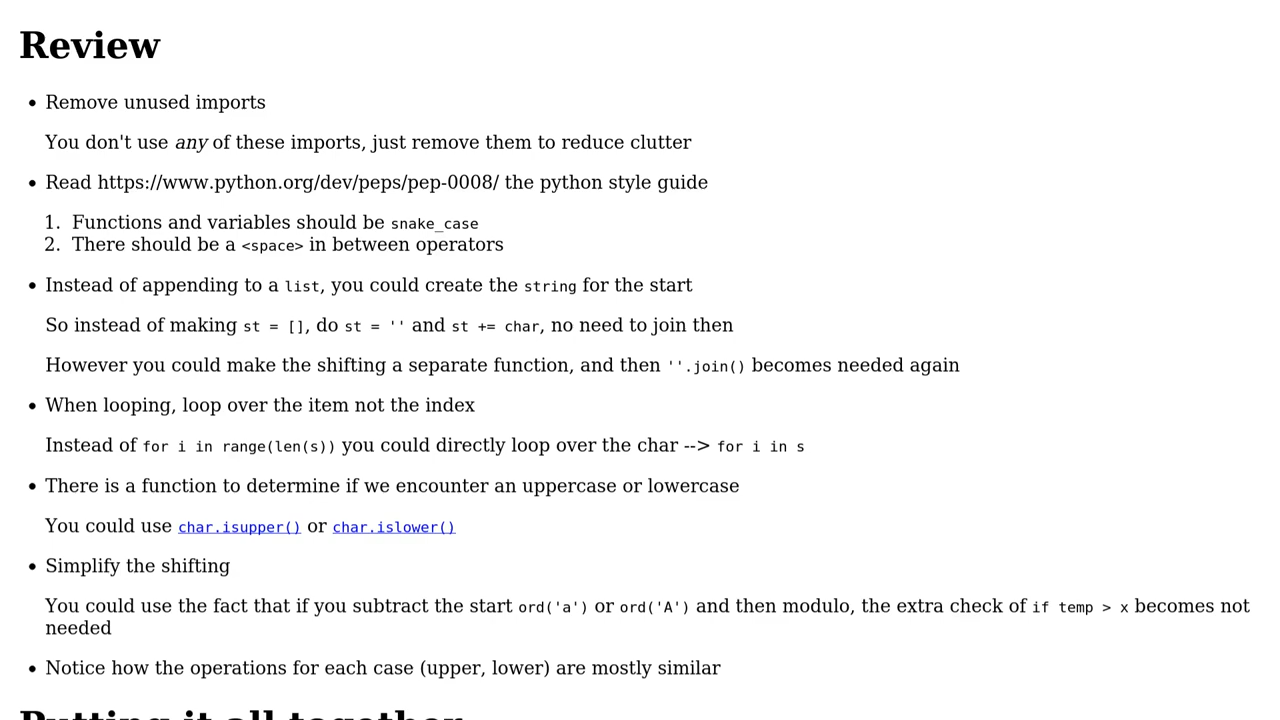 Review
• Remove unused imports
You don't use any of these imports, just remove them to reduce clutter
• Read https://www.python.org/dev/peps/pep-0008/ the python style guide
1. Functions and variables should be snake_case
2. There should be a <space> in between operators
• Instead of appending to a list, you could create the string for the start
So instead of making st = [], do st = '' and st += char, no need to join then
However you could make the shifting a separate function, and then ''.join() becomes needed again
• When looping, loop over the item not the index
Instead of for i in range(len(s)) you could directly loop over the char --> for i in s
• There is a function to determine if we encounter an uppercase or lowercase
You could use char.isupper() or char.islower()
• Simplify the shifting
You could use the fact that if you subtract the start ord('a') or ord('A') and then modulo, the extra check of if temp > x becomes not
needed
• Notice how the operations for each case (upper, lower) are mostly similar
Putting it all together